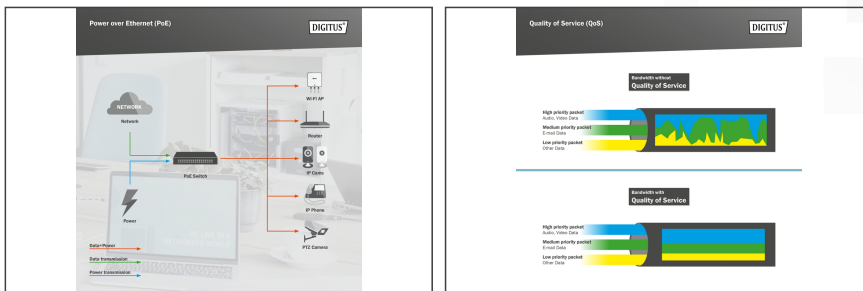 Power over Ethernet (PoE)
DIGITUS®
NETWORK
Network
Power
PoE Switch
WI-FI AP
Router
IP Cams
IP Phone
PTZ Camera
Data+Power
Data transmission
Power transmission
Quality of Service (QoS)
DIGITUS®
Bandwidth without
Quality of Service
High priority packet
Audio, Video Data
Medium priority packet
E-mail Data
Low priority packet
Other Data
Bandwidth with
Quality of Service
High priority packet
Audio, Video Data
Medium priority packet
E-mail Data
Low priority packet
Other Data